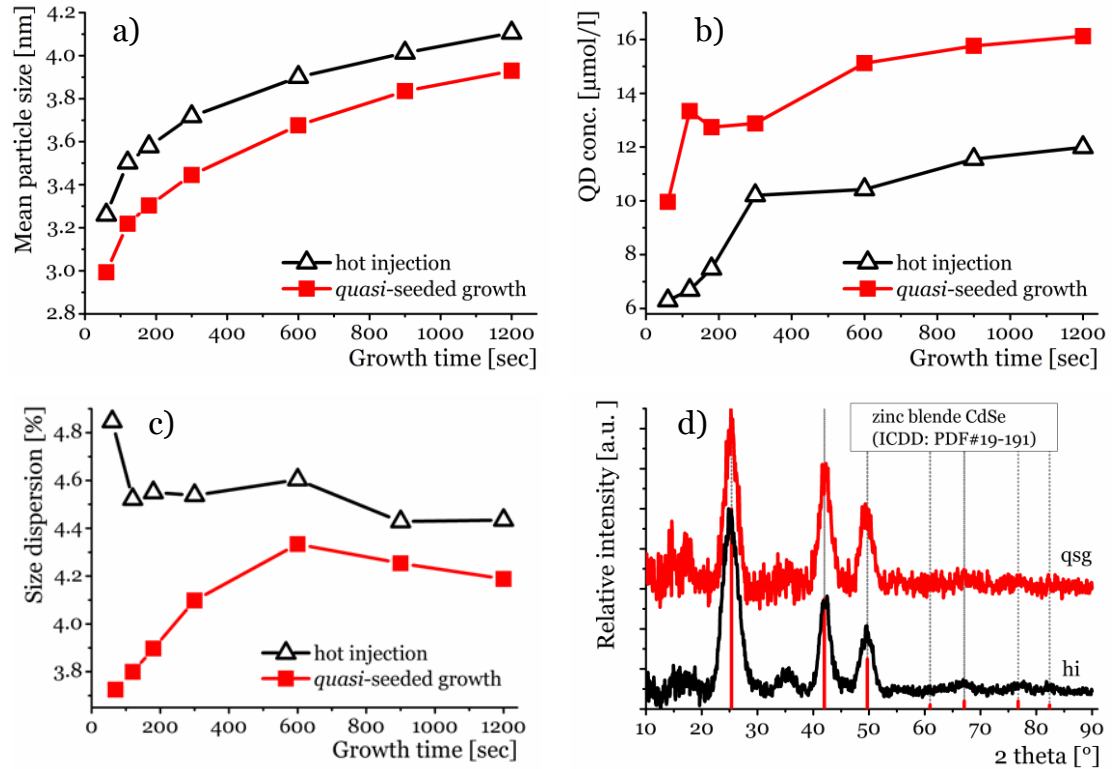 a)
Mean particle size [nm]
4.2
4.0
3.8
3.6
3.4
3.2
3.0
2.8
hot injection
quasi-seeded growth
0 200 400 600 800 1000 1200
Growth time [sec]
b)
QD conc. [µmol/l]
16
14
12
10
8
6
hot injection
quasi-seeded growth
0 200 400 600 800 1000 1200
Growth time [sec]
c)
Size dispersion [%]
4.8
4.6
4.4
4.2
4.0
3.8
hot injection
quasi-seeded growth
0 200 400 600 800 1000 1200
Growth time [sec]
d)
Relative intensity [a.u.]
zinc blende CdSe
(ICDD: PDF#19-191)
qsg
hi
10 20 30 40 50 60 70 80 90
2 theta [°]